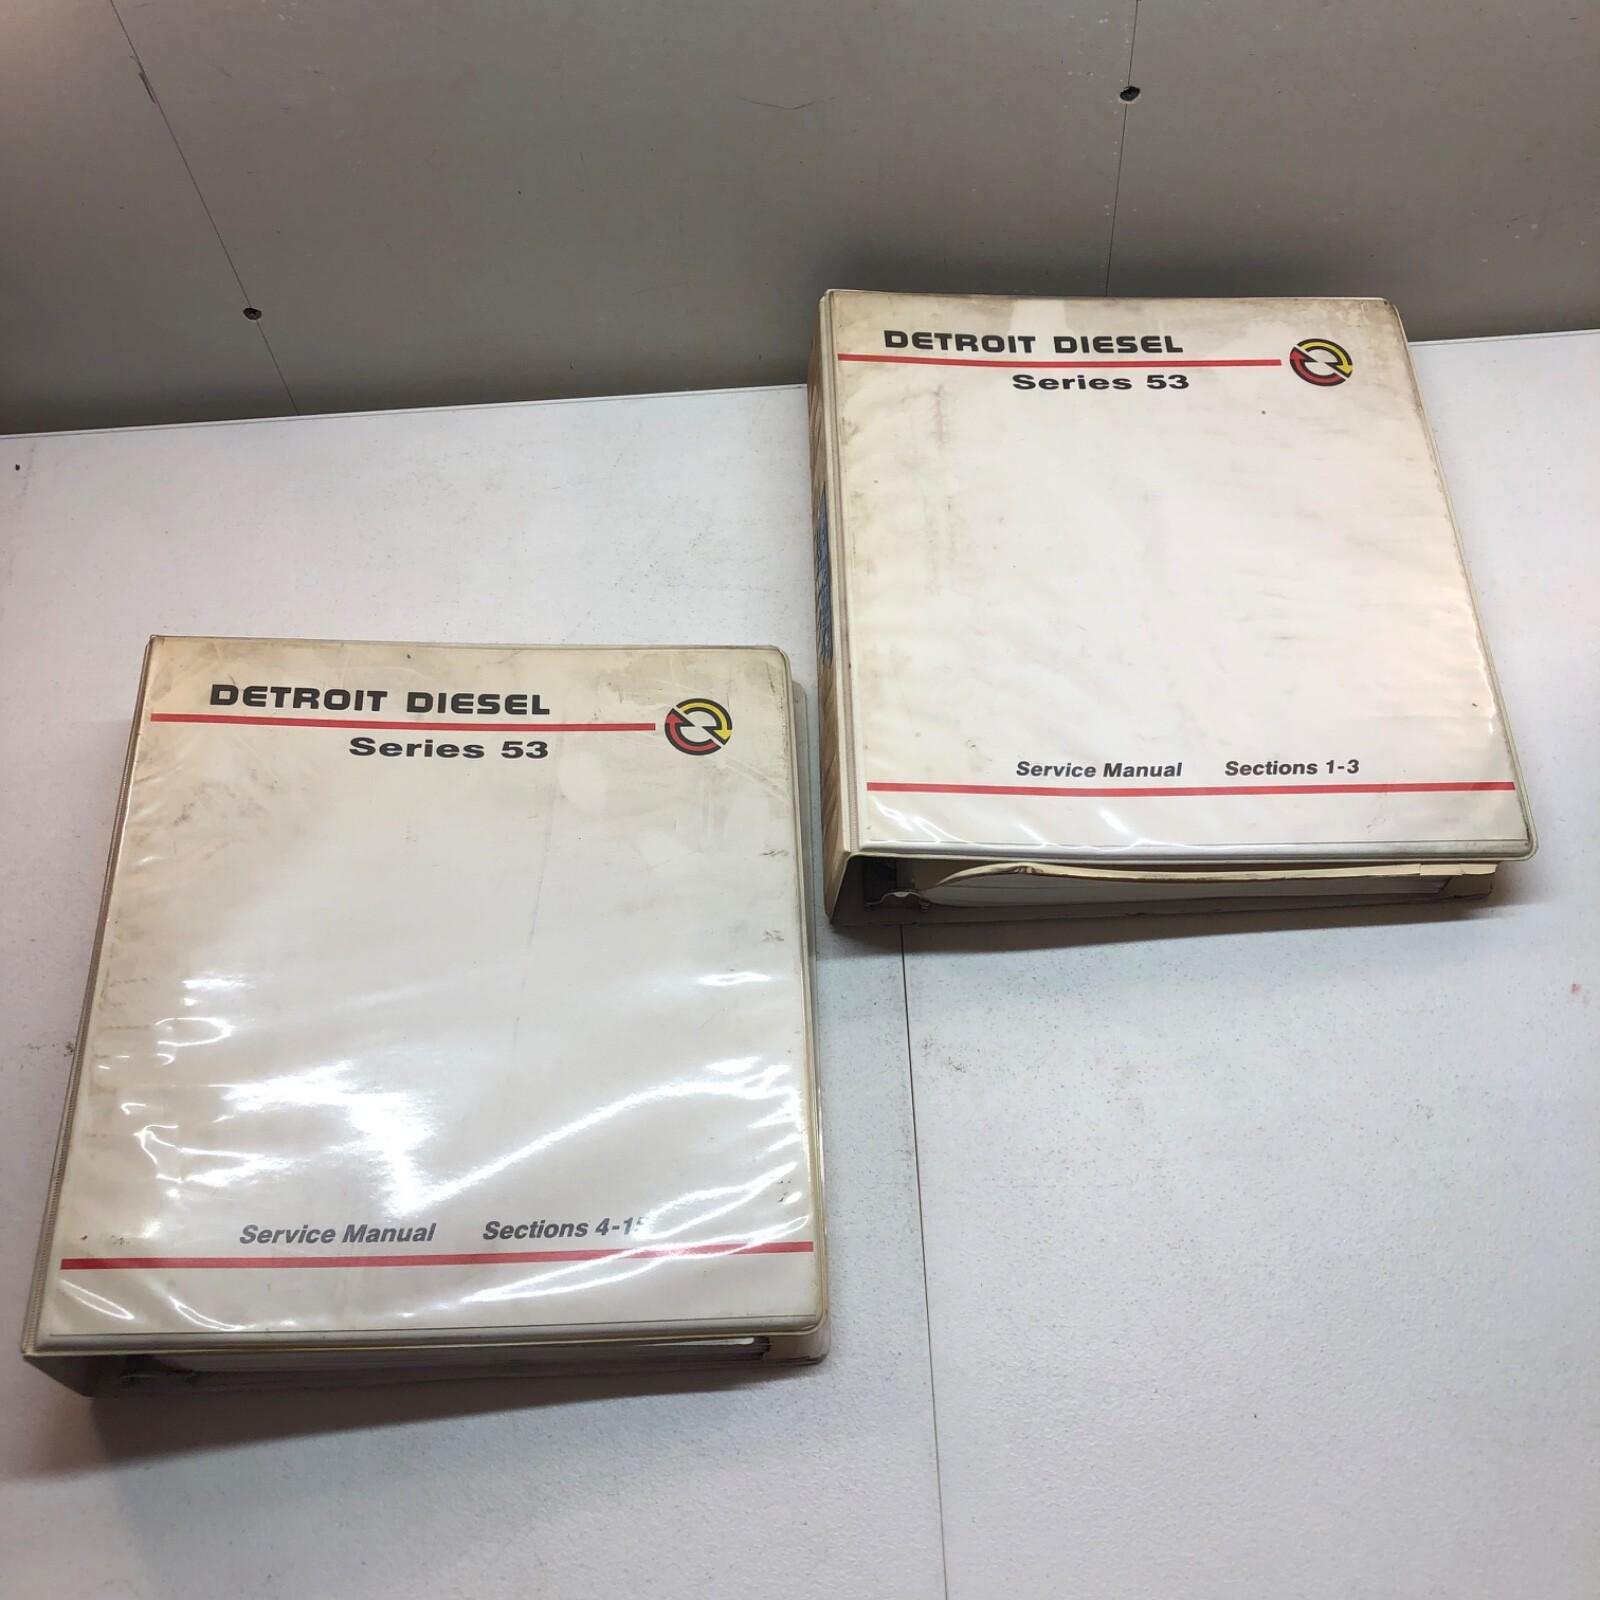 DETROIT DIESEL
Series 53
Service Manual Sections 4-15
DETROIT DIESEL
Series 53
Service Manual Sections 1-3